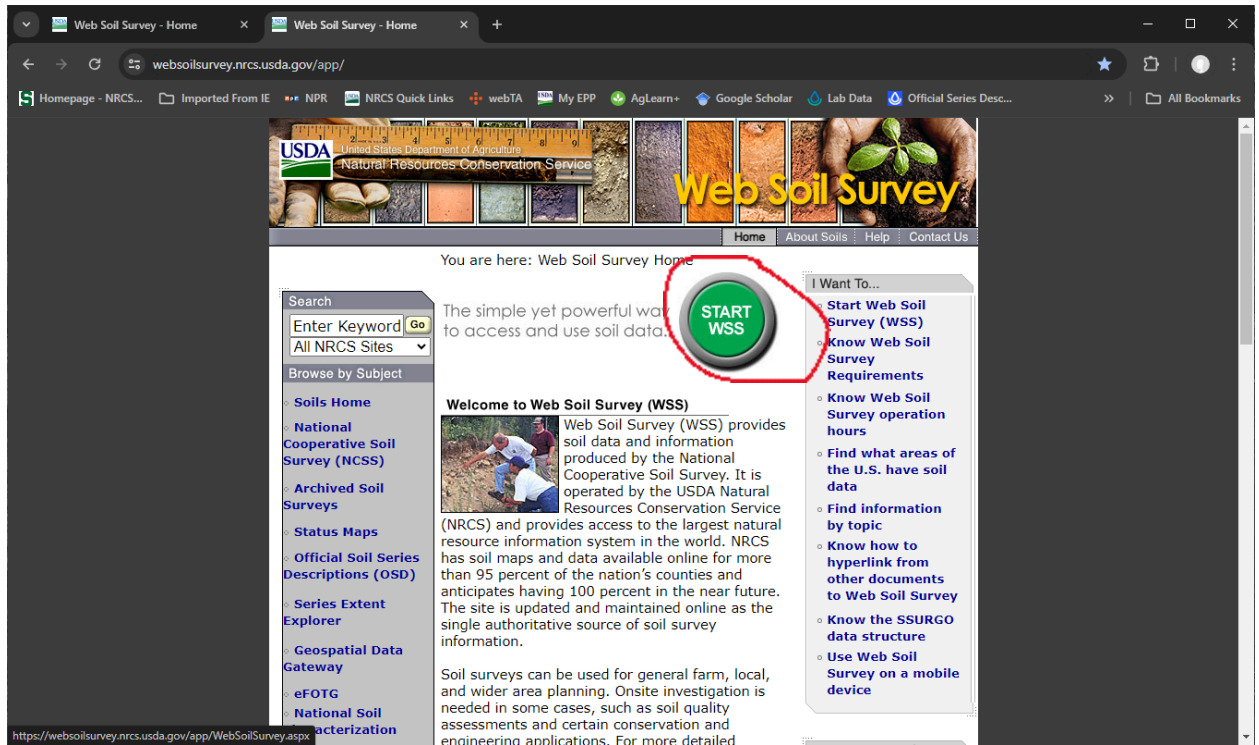 Web Soil Survey - Home
Web Soil Survey - Home
websoilsurvey.nrcs.usda.gov/app/
Homepage - NRCS...
Imported From IE
NPR
NRCS Quick Links
webTA
My EPP
AgLearn+
Google Scholar
Lab Data
Official Series Desc...
All Bookmarks
USDA
United States Department of Agriculture
Natural Resources Conservation Service
Web Soil Survey
Home
About Soils
Help
Contact Us
You are here: Web Soil Survey Home
Search
Enter Keyword
Go
All NRCS Sites
Browse by Subject
Soils Home
National
Cooperative Soil
Survey (NCSS)
Archived Soil
Surveys
Status Maps
Official Soil Series
Descriptions (OSD)
Series Extent
Explorer
Geospatial Data
Gateway
eFOTG
National Soil
The simple yet powerful way
to access and use soil data...
START
WSS
Welcome to Web Soil Survey (WSS)
Web Soil Survey (WSS) provides
soil data and information
produced by the National
Cooperative Soil Survey. It is
operated by the USDA Natural
Resources Conservation Service
(NRCS) and provides access to the largest natural
resource information system in the world. NRCS
has soil maps and data available online for more
than 95 percent of the nation's counties and
anticipates having 100 percent in the near future.
The site is updated and maintained online as the
single authoritative source of soil survey
information.
Soil surveys can be used for general farm, local,
and wider area planning. Onsite investigation is
needed in some cases, such as soil quality
assessments and certain conservation and
engineering applications. For more detailed
I Want To...
Start Web Soil
Survey (WSS)
Know Web Soil
Survey
Requirements
Know Web Soil
Survey operation
hours
Find what areas of
the U.S. have soil
data
Find information
by topic
Know how to
hyperlink from
other documents
to Web Soil Survey
Know the SSURGO
data structure
Use Web Soil
Survey on a mobile
device
https://websoilsurvey.nrcs.usda.gov/app/WebSoilSurvey.aspx